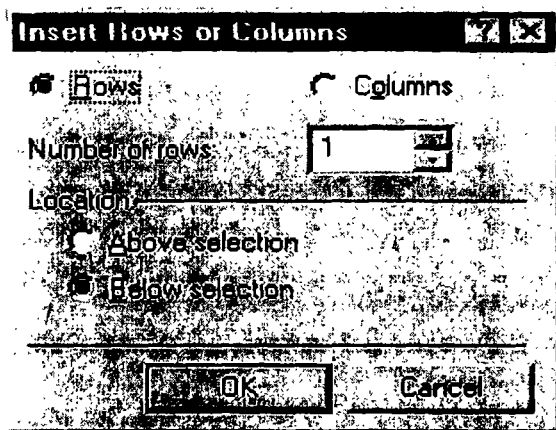 Insert Rows or Columns
Rows Columns
Number of rows: 1
Location
Above selection
Below selection
OK Cancel